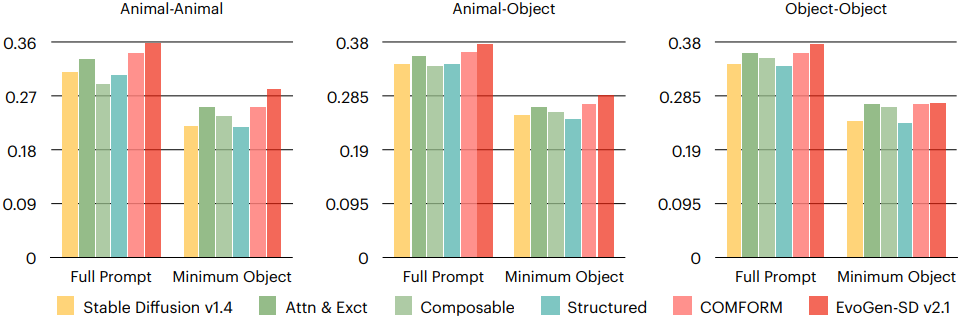 Animal-Animal
Animal-Object
Object-Object
0.36
0.27
0.18
0.09
0
Full Prompt
Minimum Object
0.38
0.285
0.19
0.095
0
Full Prompt
Minimum Object
0.38
0.285
0.19
0.095
0
Full Prompt
Minimum Object
Stable Diffusion v1.4
Attn & Exct
Composable
Structured
COMFORM
EvoGen-SD v2.1